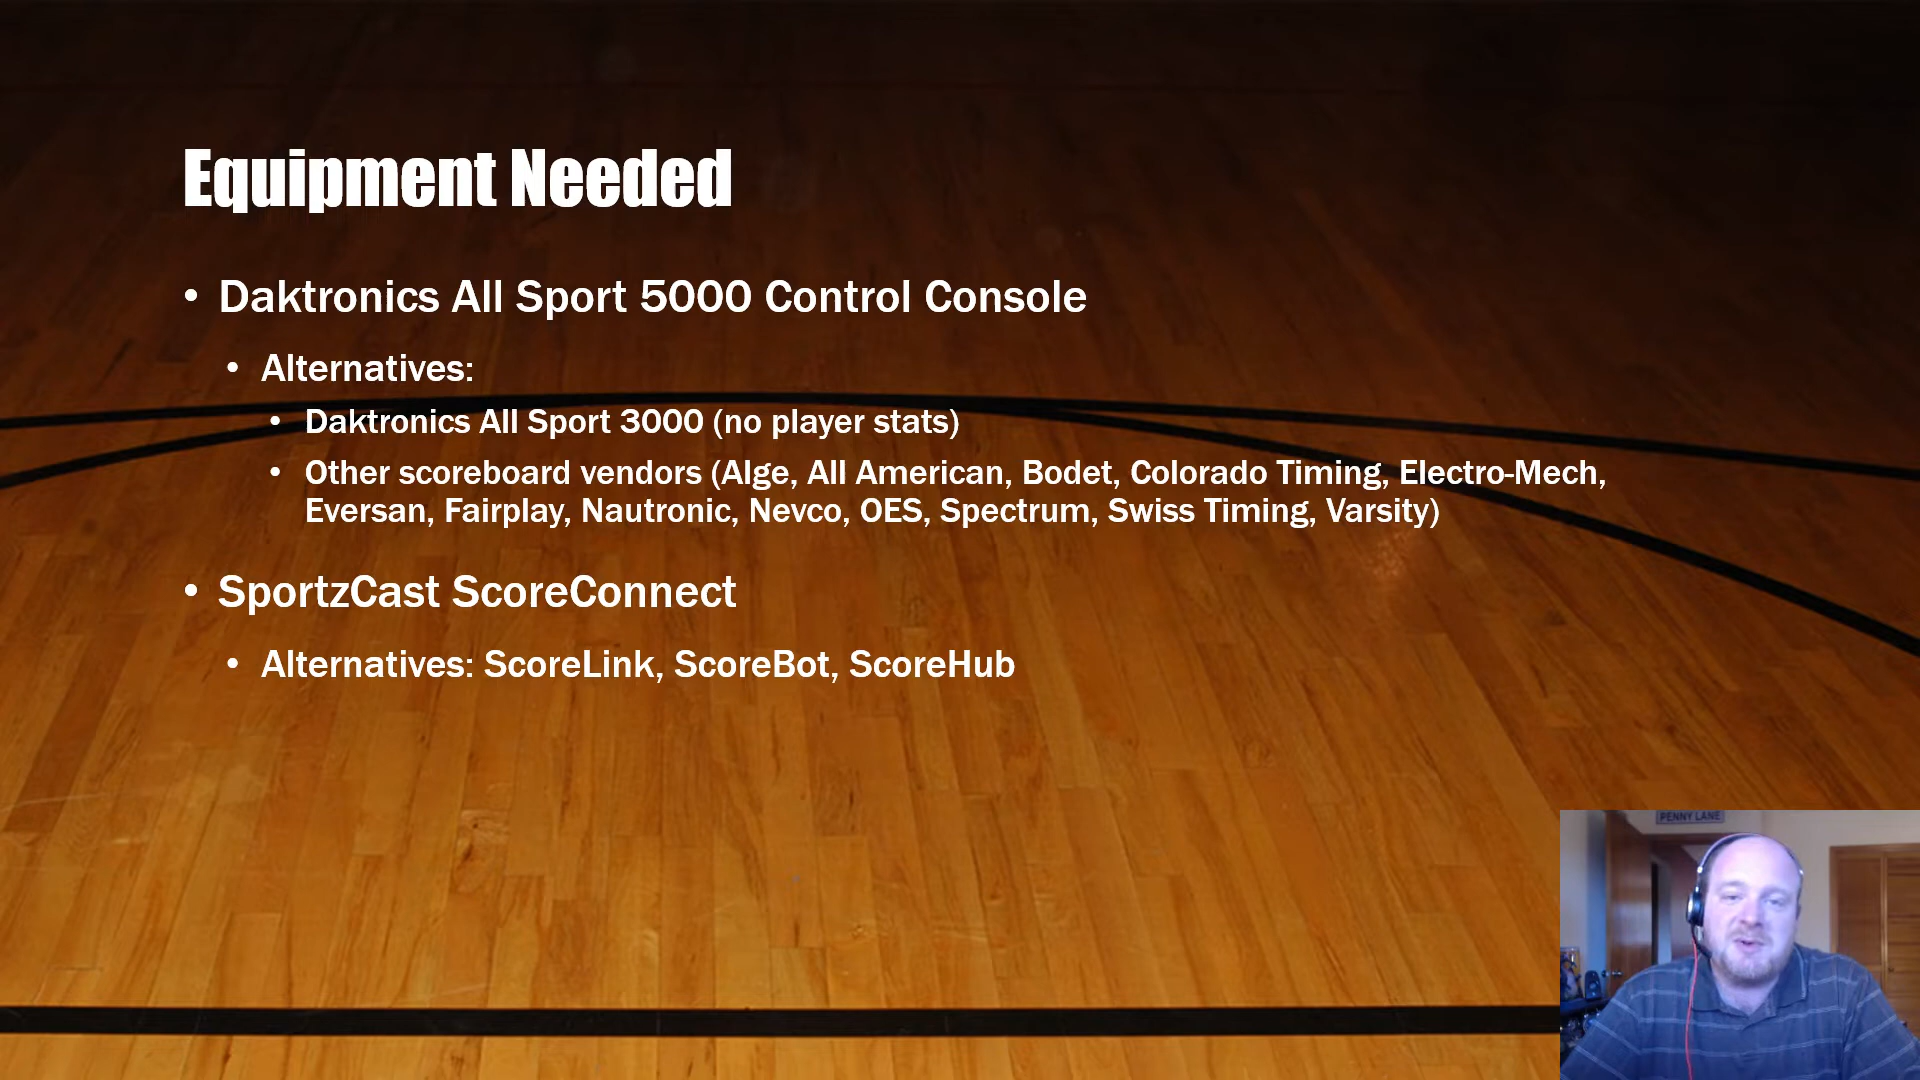 Equipment Needed
• Daktronics All Sport 5000 Control Console
• Alternatives:
• Daktronics All Sport 3000 (no player stats)
• Other scoreboard vendors (Alge, All American, Bodet, Colorado Timing, Electro-Mech,
Eversan, Fairplay, Nautronic, Nevco, OES, Spectrum, Swiss Timing, Varsity)
• SportzCast ScoreConnect
• Alternatives: ScoreLink, ScoreBot, ScoreHub
PENNY LANE